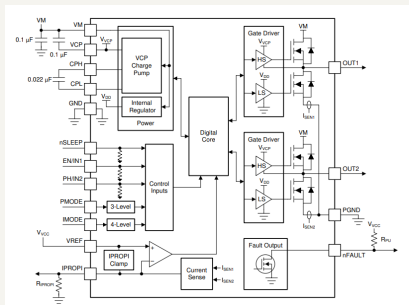 VM
0.1 µF
0.1 µF
VCP
CPH
0.022 µF
CPL
GND
VM
VVCP
VCP
Charge
Pump
VDD
Internal
Regulator
Power
nSLEEP
EN/IN1
PH/IN2
PMODE
3-Level
IMODE
4-Level
Control
Inputs
Digital
Core
VVCC
VREF
IPROPI
Clamp
+
−
IPROPI
RIPROPI
Current
Sense
ISEN1
ISEN2
Gate Driver
VVCP
HS
VDD
LS
VM
ISEN1
OUT1
Gate Driver
VVCP
HS
VDD
LS
VM
ISEN2
OUT2
PGND
Fault Output
VVCC
RPU
nFAULT